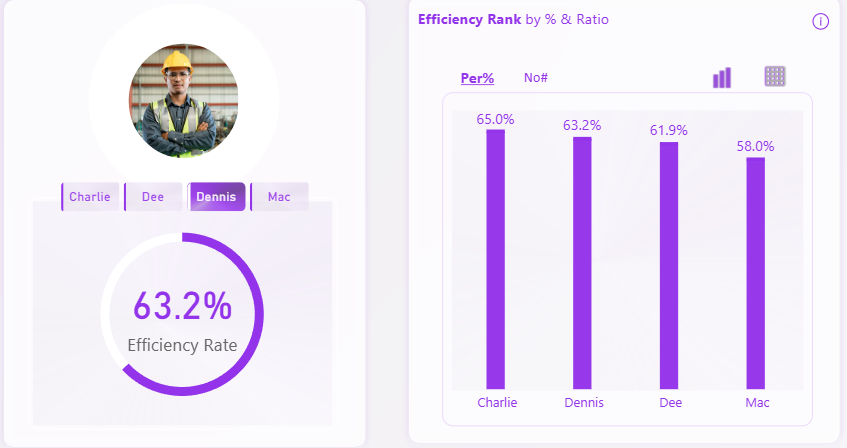 Charlie
Dee
Dennis
Mac
63.2%
Efficiency Rate
Efficiency Rank by % & Ratio
Per%
No#
65.0%
63.2%
61.9%
58.0%
Charlie
Dennis
Dee
Mac